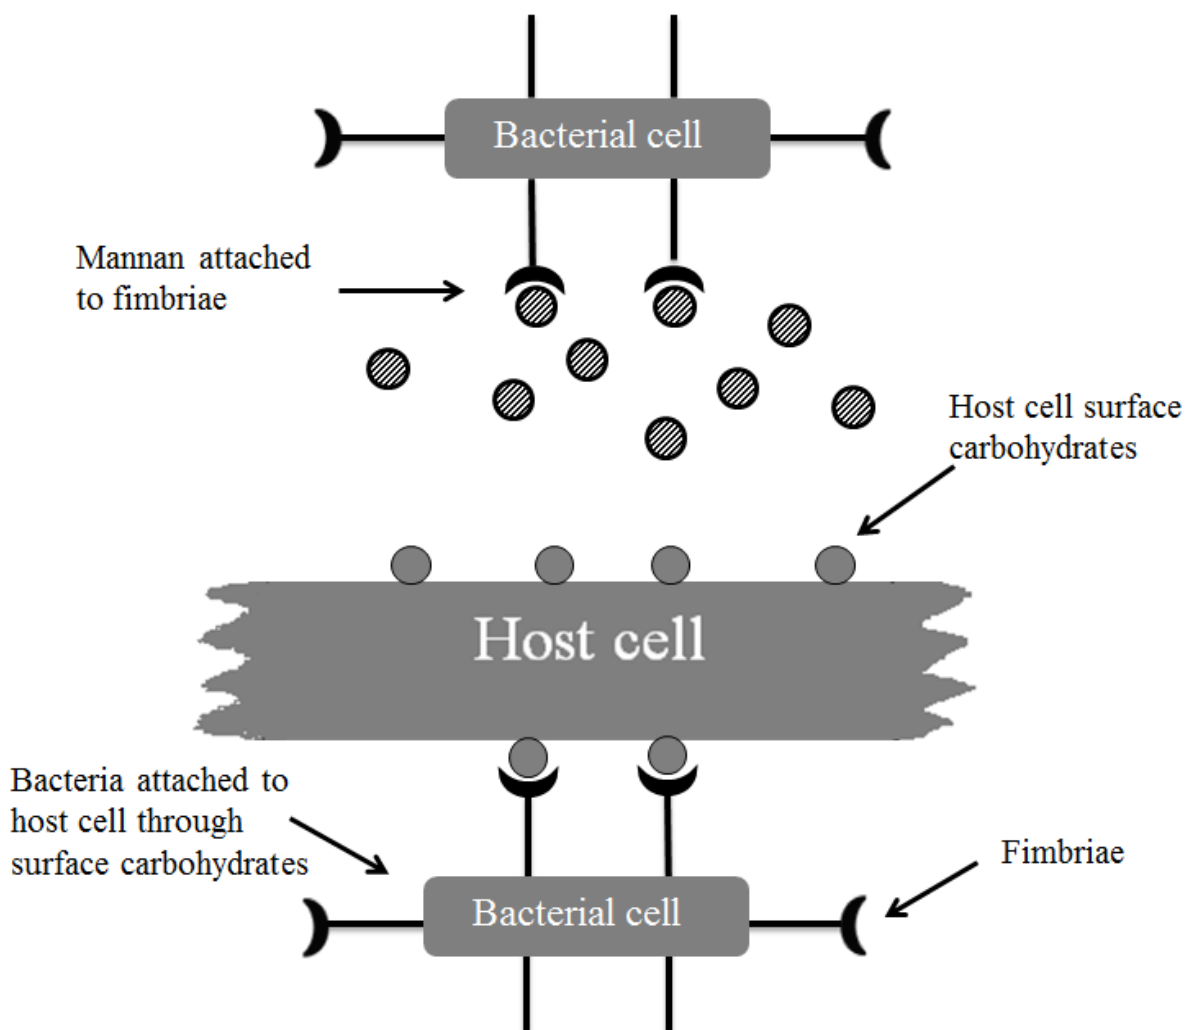 Bacterial cell
Mannan attached
to fimbriae
Host cell surface
carbohydrates
Host cell
Bacteria attached to
host cell through
surface carbohydrates
Fimbriae
Bacterial cell